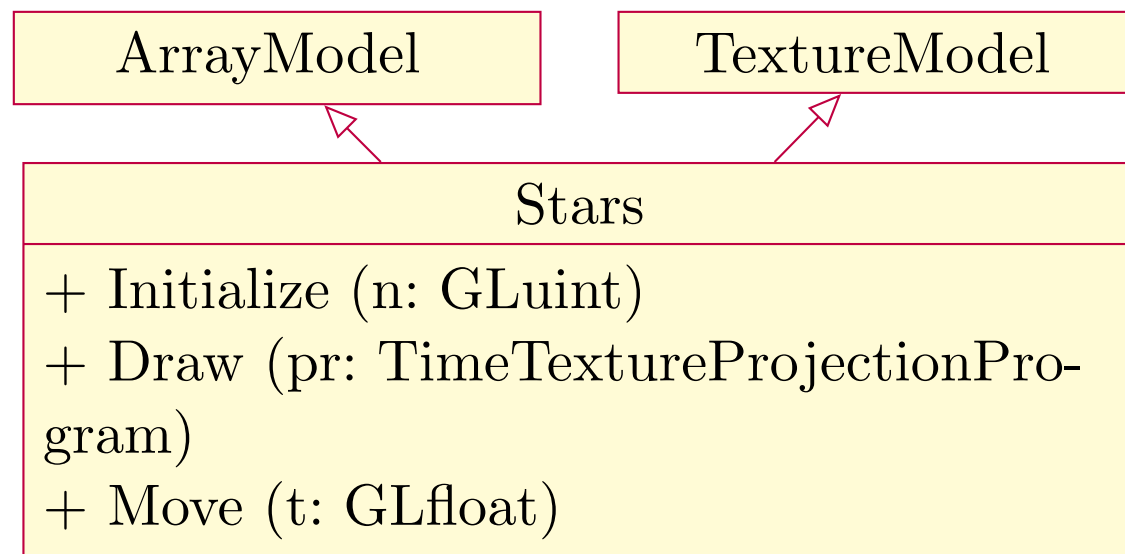 ArrayModel
TextureModel
Stars
+ Initialize (n: GLuint)
+ Draw (pr: TimeTextureProjectionPro-
gram)
+ Move (t: GLfloat)